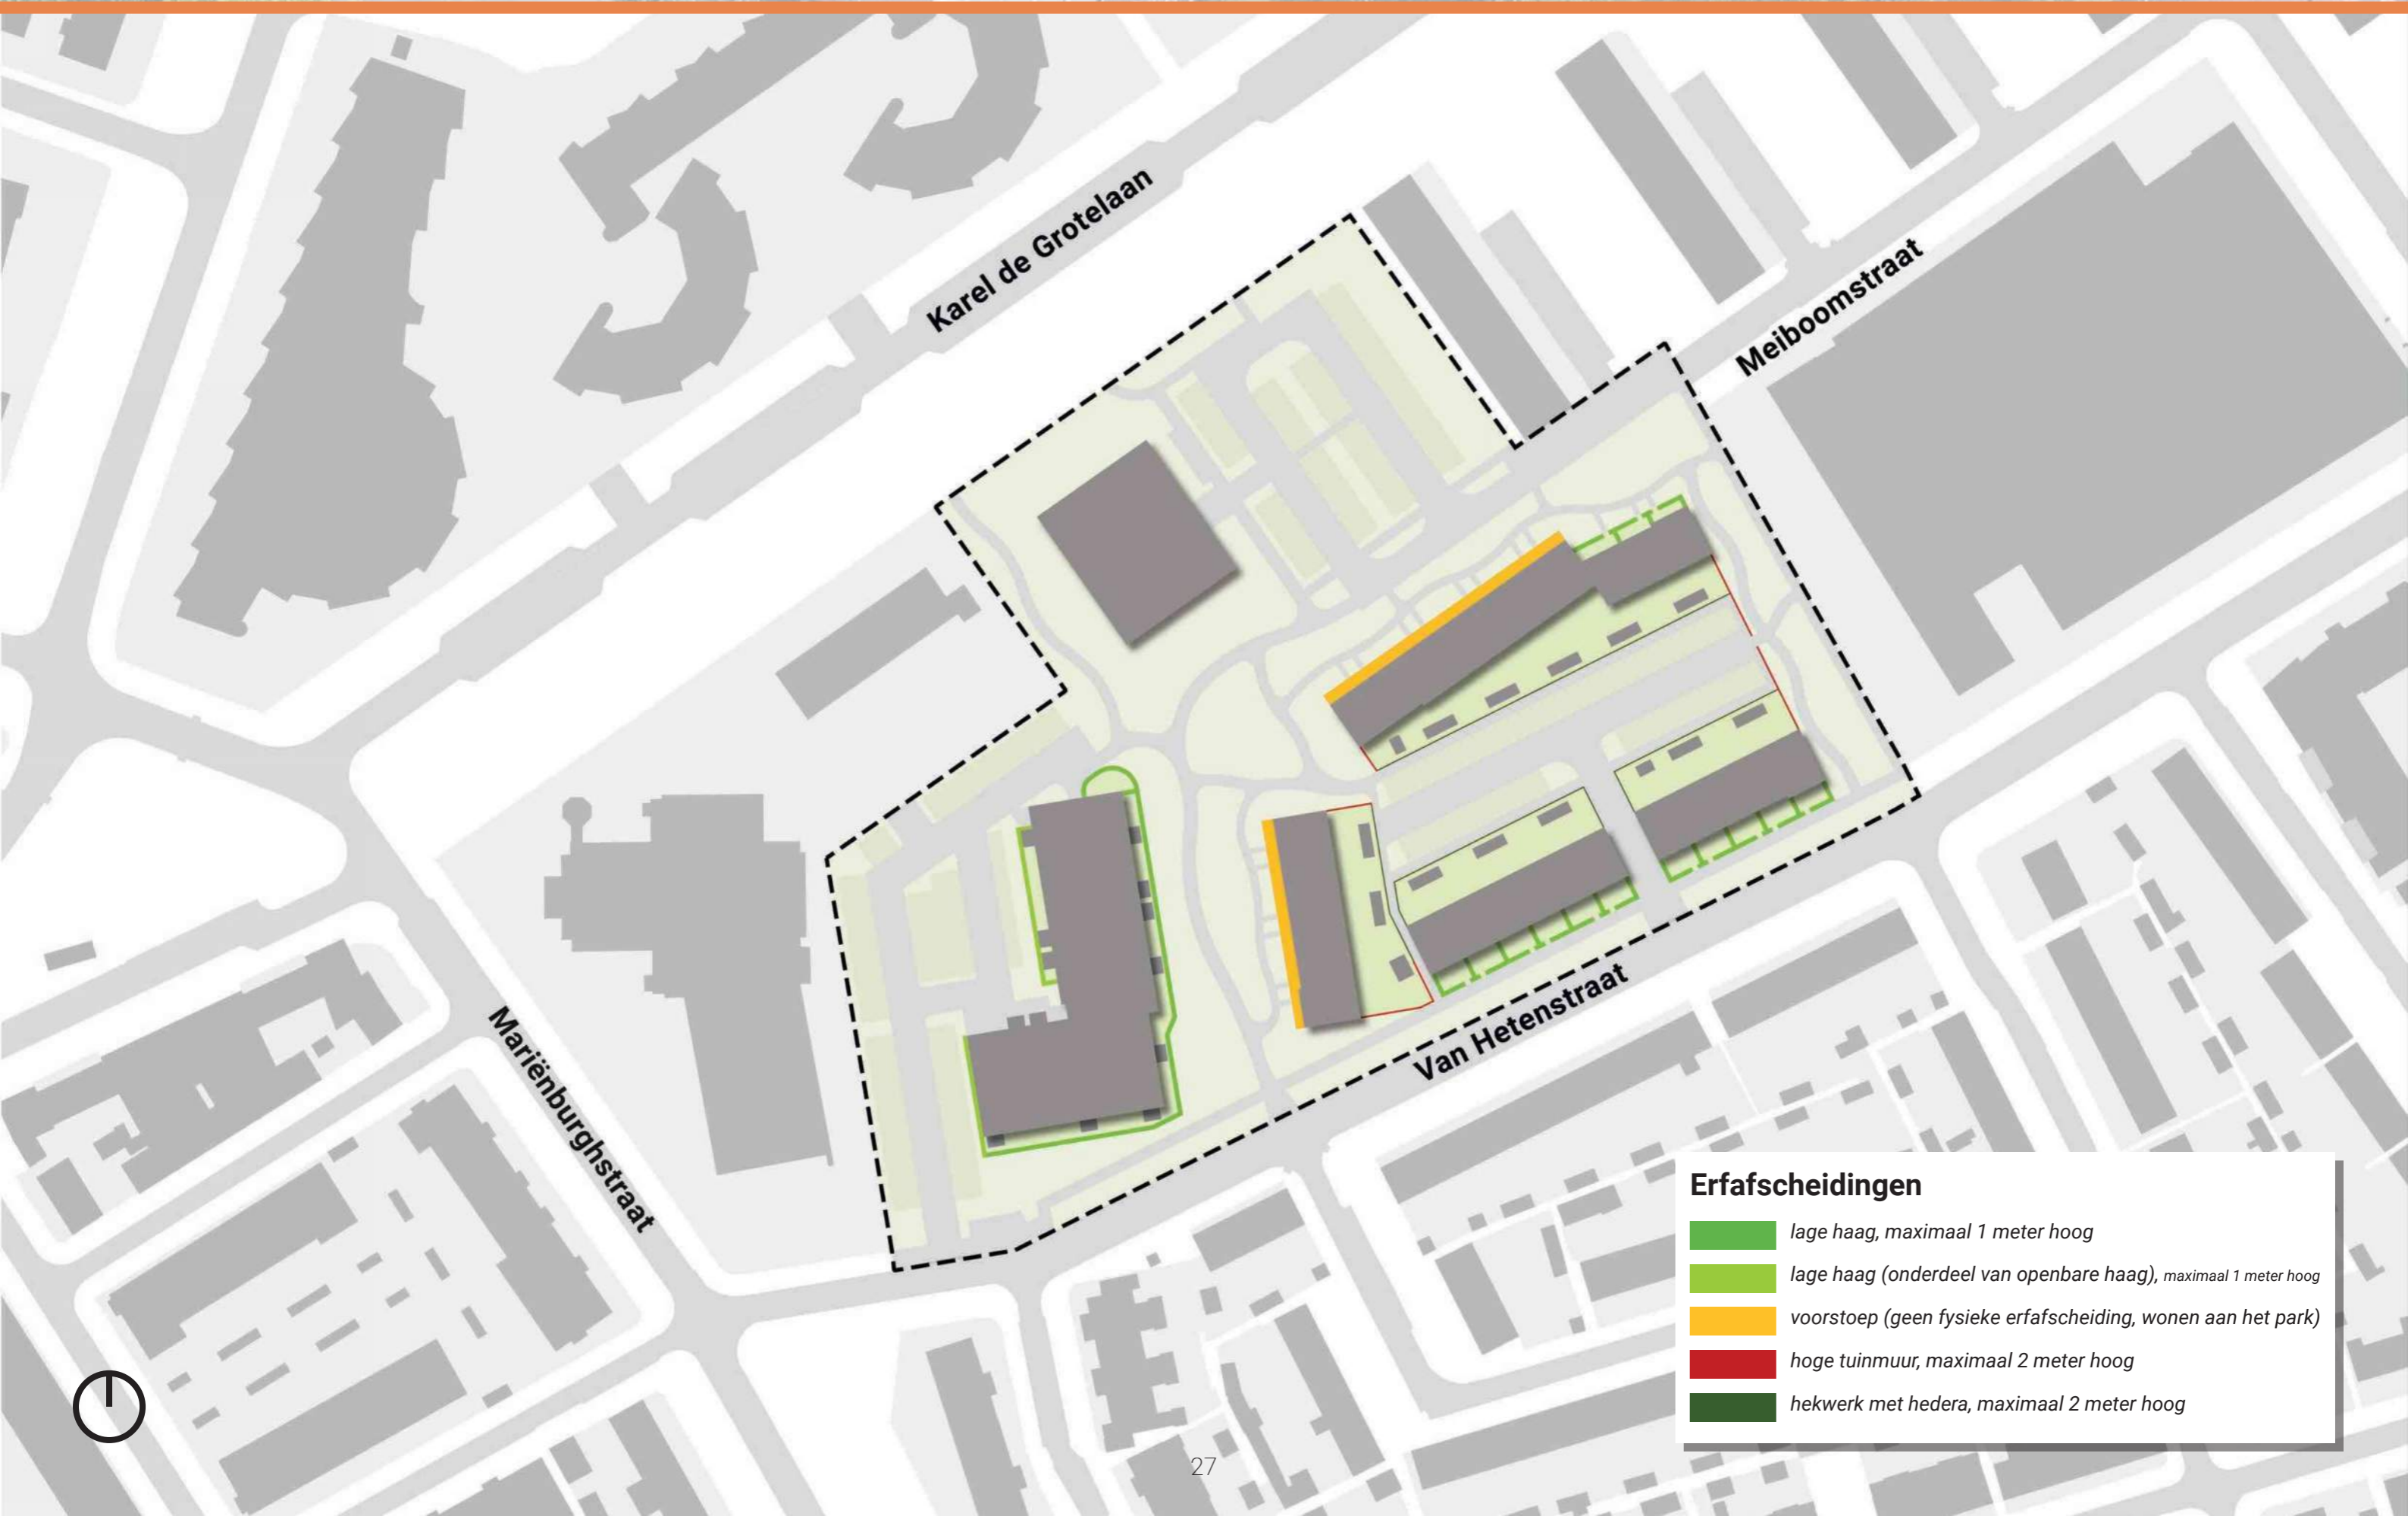 Karel de Grotelaan
Meiboomstraat
Mariënburghstraat
Van Hetenstraat
Erfafscheidingen
lage haag, maximaal 1 meter hoog
lage haag (onderdeel van openbare haag), maximaal 1 meter hoog
voorstoep (geen fysieke erfafscheiding, wonen aan het park)
hoge tuinmuur, maximaal 2 meter hoog
hekwerk met hedera, maximaal 2 meter hoog
27